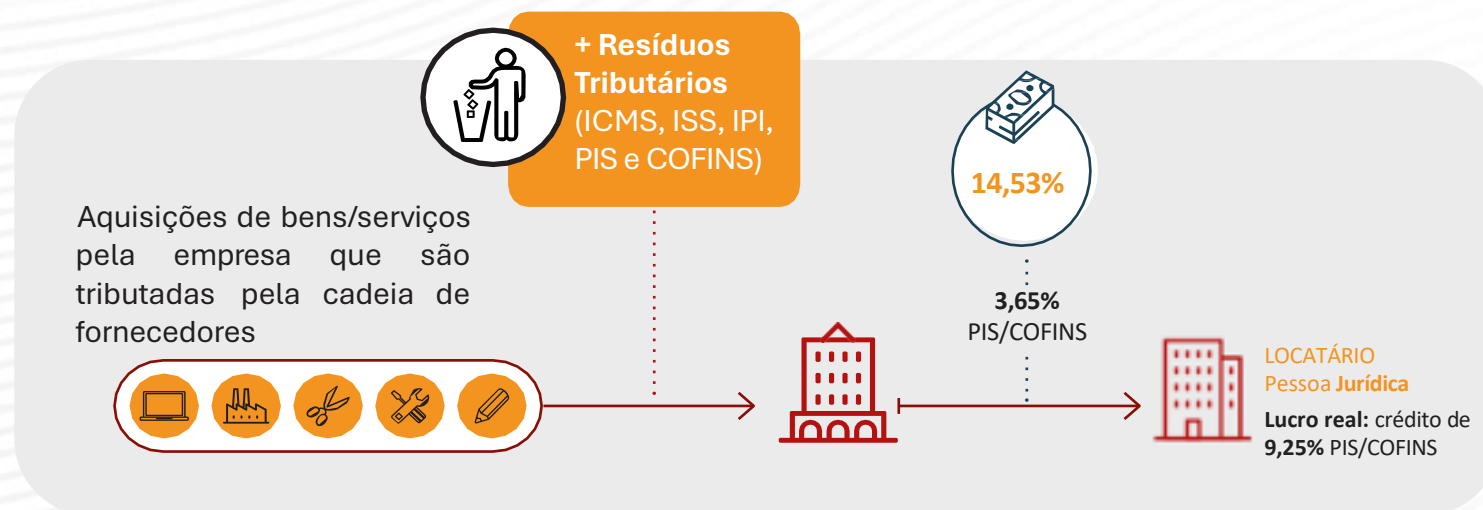 + Resíduos
Tributários
(ICMS, ISS, IPI,
PIS e COFINS)
14,53%
Aquisições de bens/serviços
pela empresa que são
tributadas pela cadeia de
fornecedores
3,65%
PIS/COFINS
LOCATÁRIO
Pessoa Jurídica
Lucro real: crédito de
9,25% PIS/COFINS